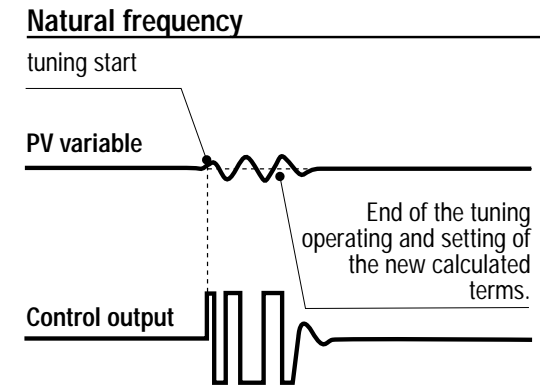 Natural frequency
tuning start
PV variable
End of the tuning
operating and setting of
the new calculated
terms.
Control output